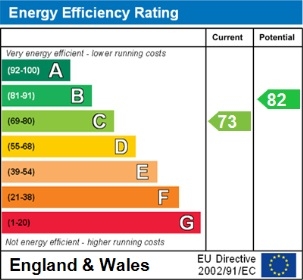 Energy Efficiency Rating
Current Potential
Very energy efficient - lower running costs
(92-100) A
(81-91) B
82
(69-80) C
73
(55-68) D
(39-54) E
(21-38) F
(1-20) G
Not energy efficient - higher running costs
England & Wales
EU Directive
2002/91/EC